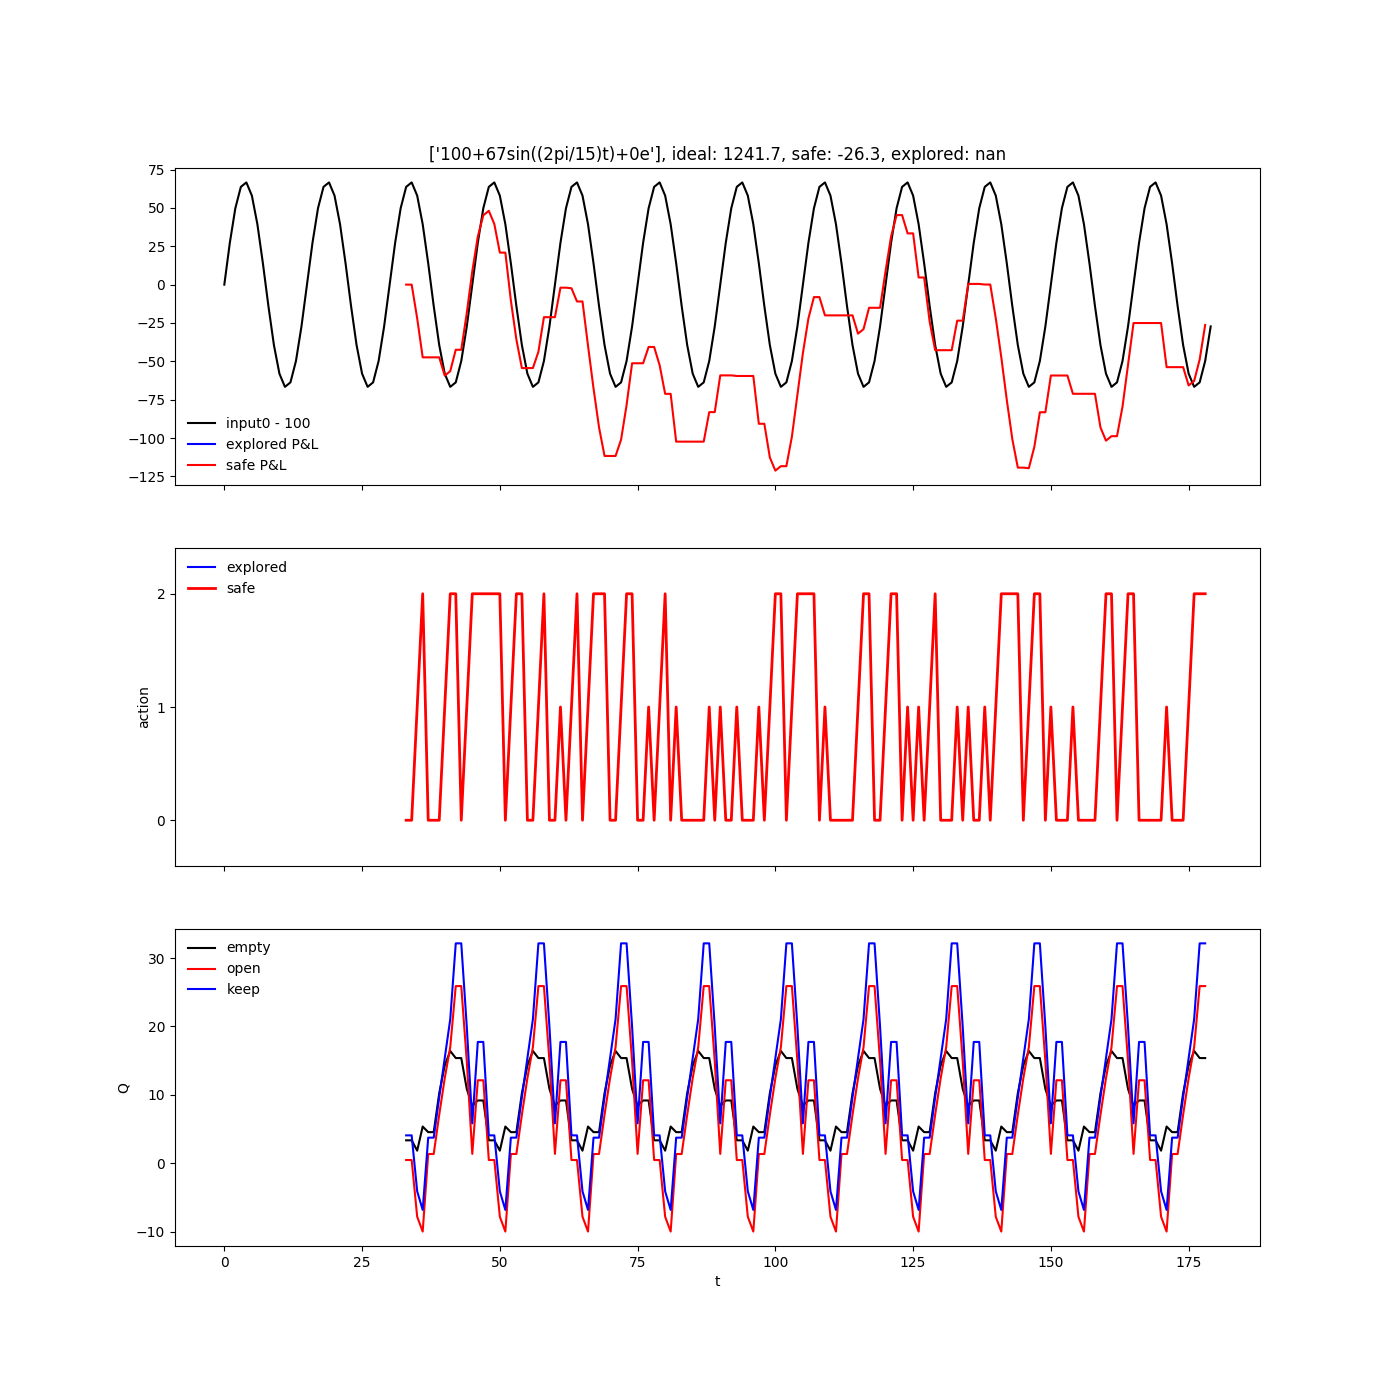 ['100+67sin((2pi/15)t)+0e'], ideal: 1241.7, safe: -26.3, explored: nan
75
50
25
0
−25
−50
−75
−100
−125
input0 - 100
explored P&L
safe P&L
2
1
0
action
explored
safe
30
20
10
0
−10
Q
empty
open
keep
0
25
50
75
100
125
150
175
t